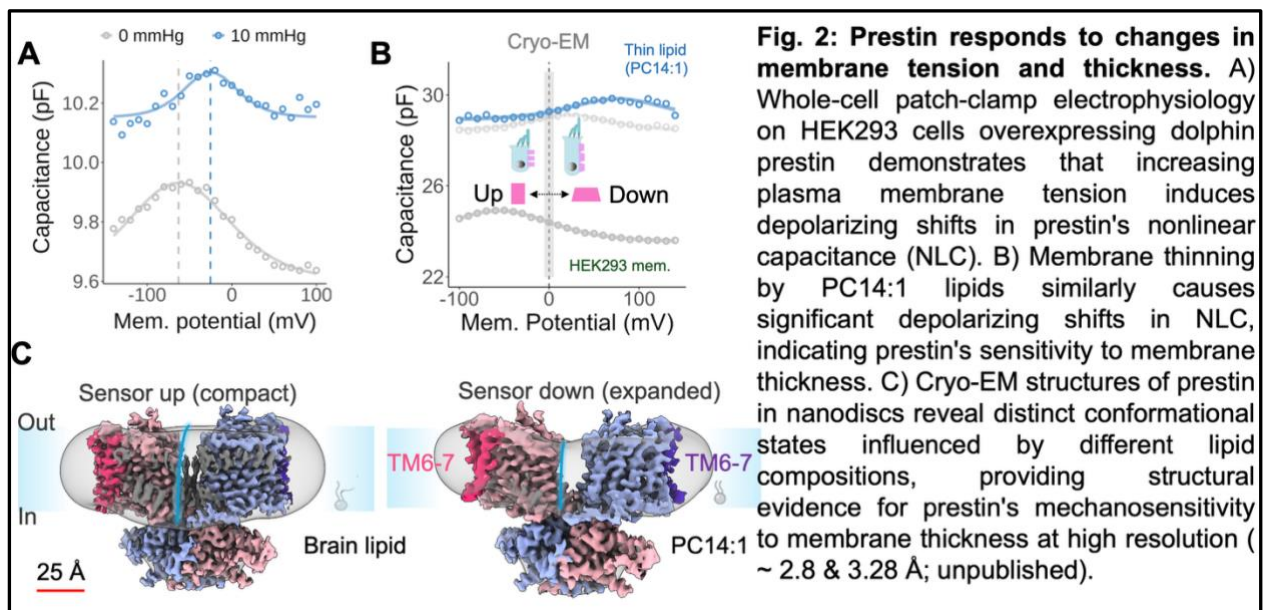 A
0 mmHg
10 mmHg
Capacitance (pF)
10.2
10.0
9.8
9.6
-100
0
100
Mem. potential (mV)
B
Cryo-EM
Thin lipid
(PC14:1)
Capacitance (pF)
30
26
22
Up
Down
HEK293 mem.
-100
0
100
Mem. Potential (mV)
C
Sensor up (compact)
Sensor down (expanded)
Out
In
TM6-7
TM6-7
Brain lipid
PC14:1
25 Å
Fig. 2: Prestin responds to changes in
membrane tension and thickness. A)
Whole-cell patch-clamp electrophysiology
on HEK293 cells overexpressing dolphin
prestin demonstrates that increasing
plasma membrane tension induces
depolarizing shifts in prestin's nonlinear
capacitance (NLC). B) Membrane thinning
by PC14:1 lipids similarly causes
significant depolarizing shifts in NLC,
indicating prestin's sensitivity to membrane
thickness. C) Cryo-EM structures of prestin
in nanodiscs reveal distinct conformational
states influenced by different lipid
compositions, providing structural
evidence for prestin's mechanosensitivity
to membrane thickness at high resolution (
~ 2.8 & 3.28 Å; unpublished).